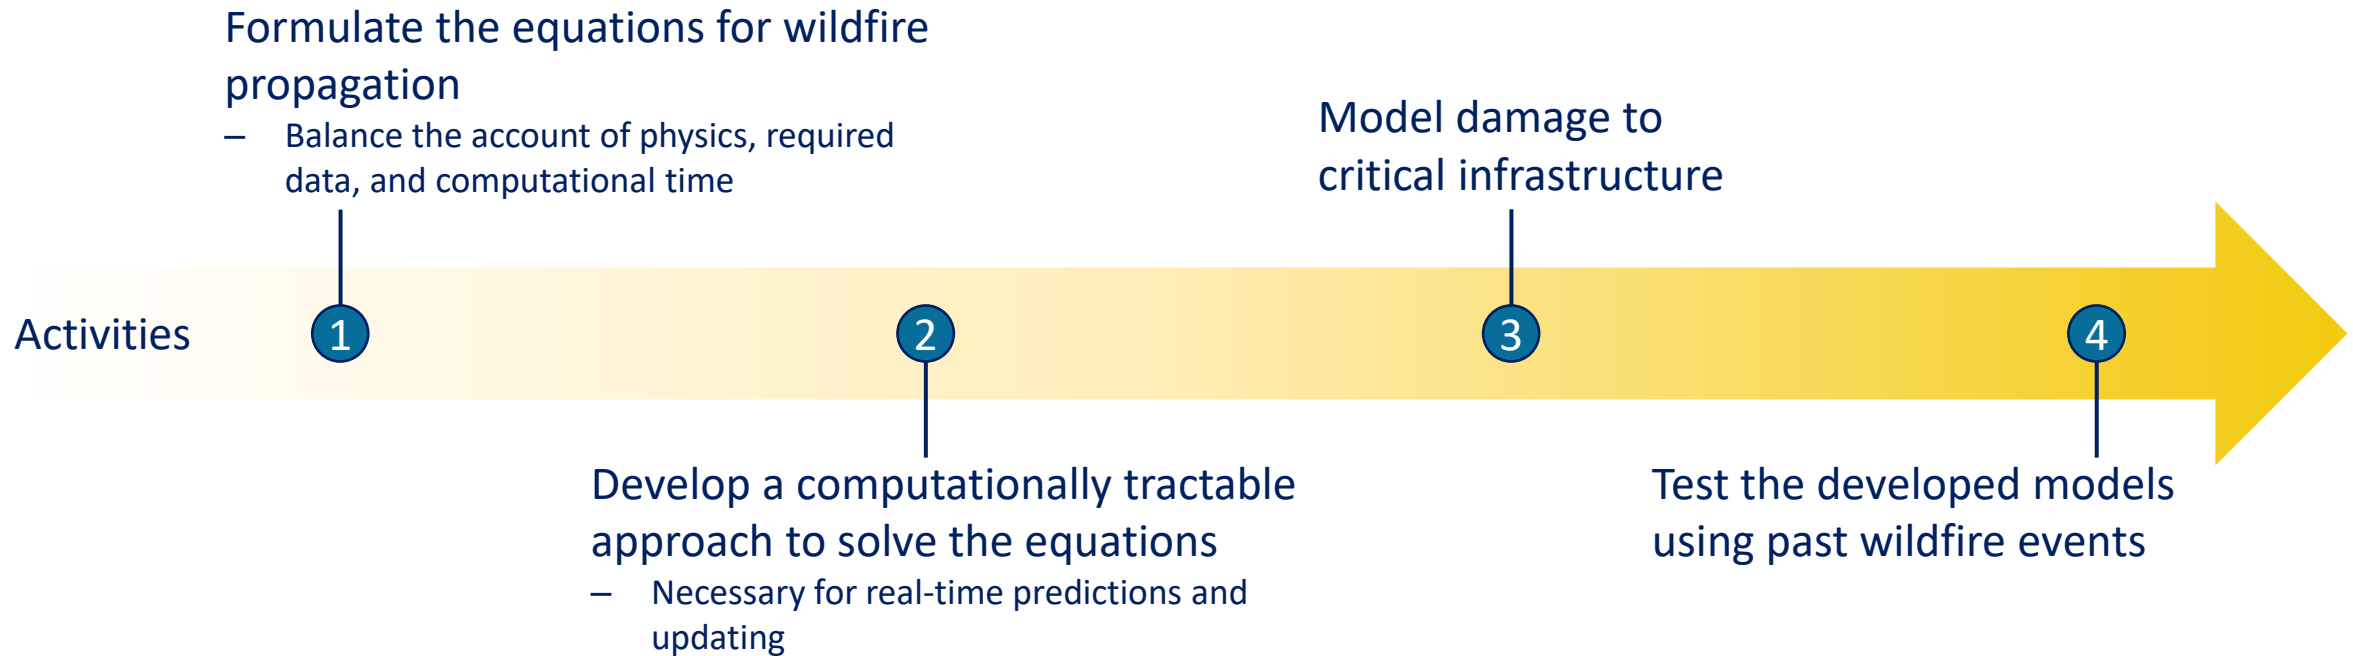 Formulate the equations for wildfire
propagation
– Balance the account of physics, required
data, and computational time
Model damage to
critical infrastructure
Activities
1
2
3
4
Develop a computationally tractable
approach to solve the equations
– Necessary for real-time predictions and
updating
Test the developed models
using past wildfire events